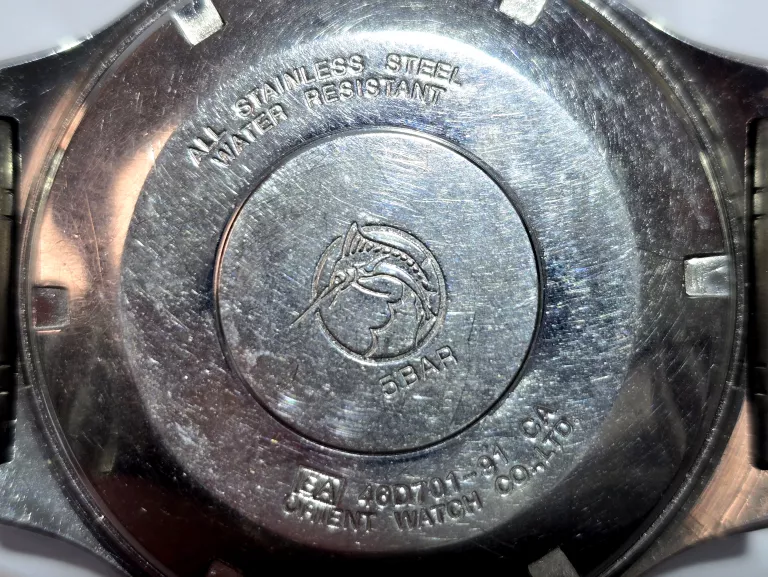 ALL STAINLESS STEEL
WATER RESISTANT
5BAR
EA 46D701-91 CA
ORIENT WATCH CO.,LTD.